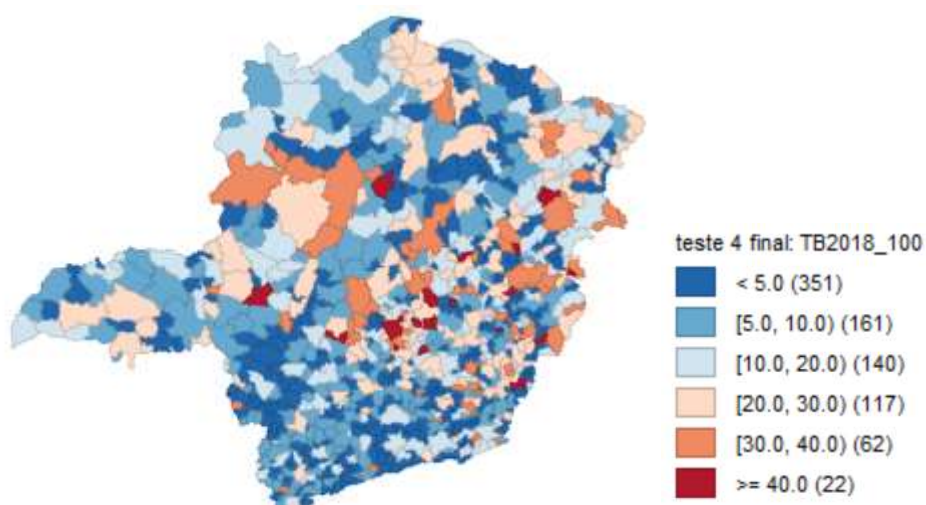 teste 4 final: TB2018_100
< 5.0 (351)
[5.0, 10.0) (161)
[10.0, 20.0) (140)
[20.0, 30.0) (117)
[30.0, 40.0) (62)
>= 40.0 (22)